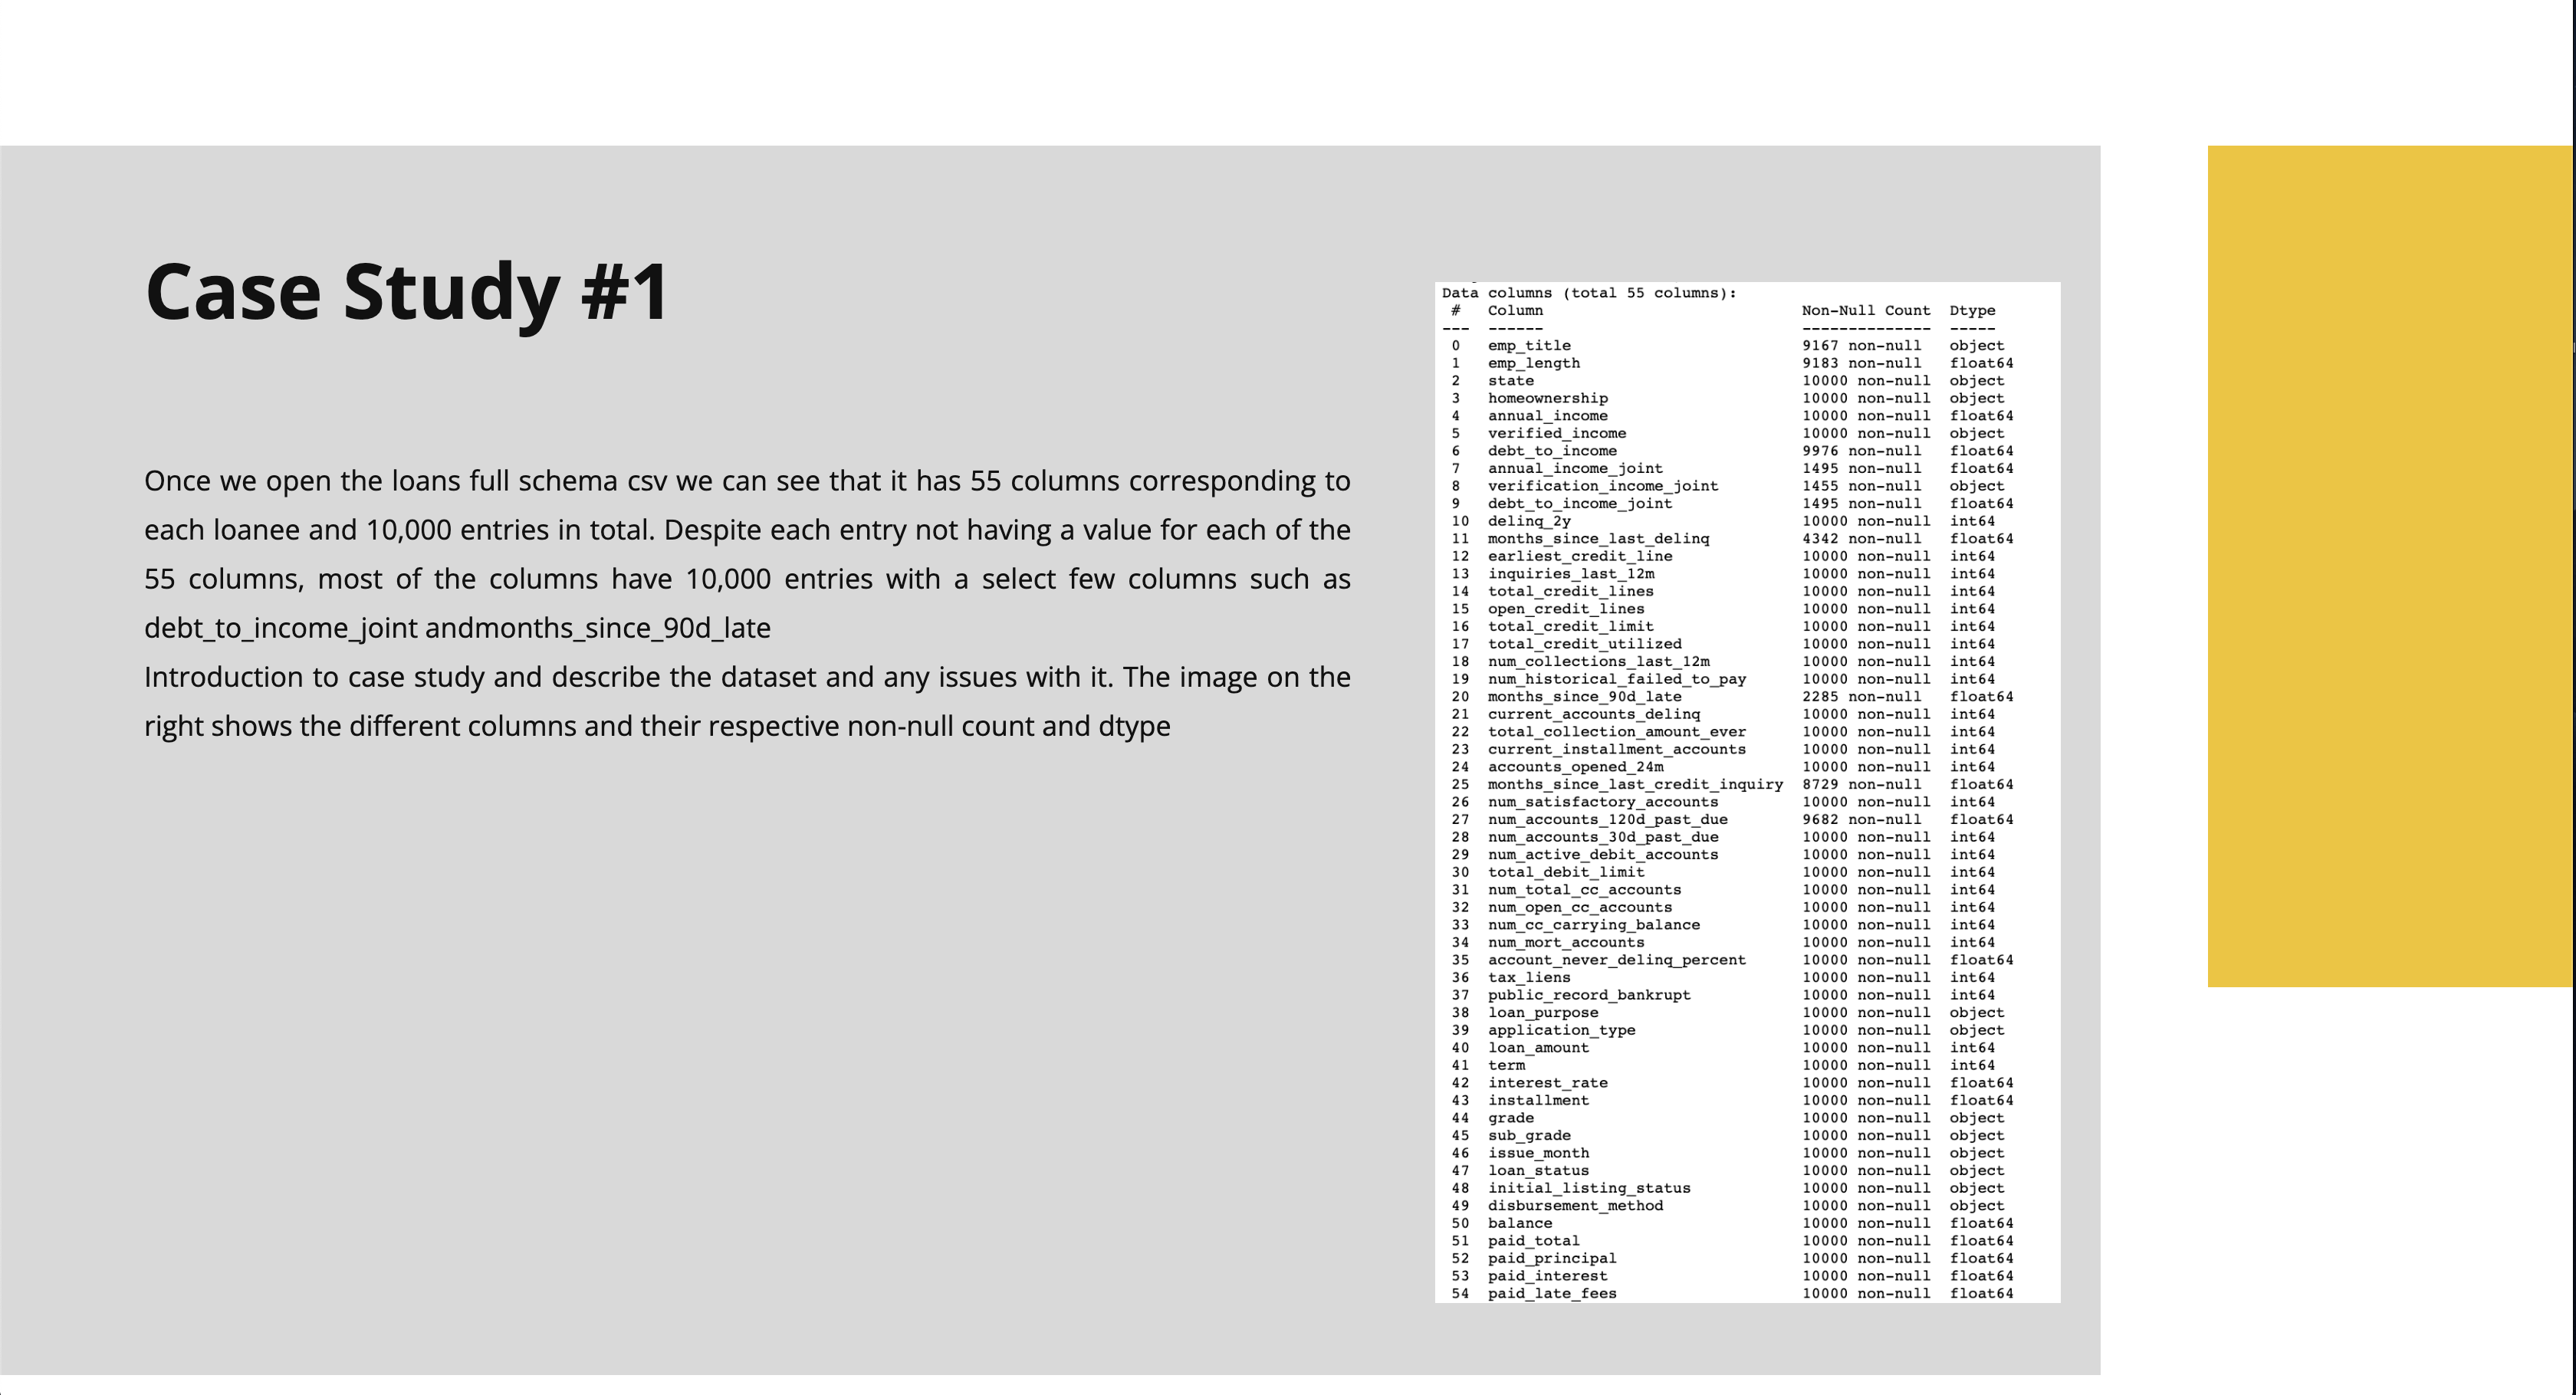 Case Study #1
Once we open the loans full schema csv we can see that it has 55 columns corresponding to
each loanee and 10,000 entries in total. Despite each entry not having a value for each of the
55 columns, most of the columns have 10,000 entries with a select few columns such as
debt_to_income_joint andmonths_since_90d_late
Introduction to case study and describe the dataset and any issues with it. The image on the
right shows the different columns and their respective non-null count and dtype
Data columns (total 55 columns):
# Column Non-Null Count Dtype
--- ------ -------------- -----
0 emp_title 9167 non-null object
1 emp_length 9183 non-null float64
2 state 10000 non-null object
3 homeownership 10000 non-null object
4 annual_income 10000 non-null float64
5 verified_income 10000 non-null object
6 debt_to_income 9976 non-null float64
7 annual_income_joint 1495 non-null float64
8 verification_income_joint 1455 non-null object
9 debt_to_income_joint 1495 non-null float64
10 delinq_2y 10000 non-null int64
11 months_since_last_delinq 4342 non-null float64
12 earliest_credit_line 10000 non-null int64
13 inquiries_last_12m 10000 non-null int64
14 total_credit_lines 10000 non-null int64
15 open_credit_lines 10000 non-null int64
16 total_credit_limit 10000 non-null int64
17 total_credit_utilized 10000 non-null int64
18 num_collections_last_12m 10000 non-null int64
19 num_historical_failed_to_pay 10000 non-null int64
20 months_since_90d_late 2285 non-null float64
21 current_accounts_delinq 10000 non-null int64
22 total_collection_amount_ever 10000 non-null int64
23 current_installment_accounts 10000 non-null int64
24 accounts_opened_24m 10000 non-null int64
25 months_since_last_credit_inquiry 8729 non-null float64
26 num_satisfactory_accounts 10000 non-null int64
27 num_accounts_120d_past_due 9682 non-null float64
28 num_accounts_30d_past_due 10000 non-null int64
29 num_active_debit_accounts 10000 non-null int64
30 total_debit_limit 10000 non-null int64
31 num_total_cc_accounts 10000 non-null int64
32 num_open_cc_accounts 10000 non-null int64
33 num_cc_carrying_balance 10000 non-null int64
34 num_mort_accounts 10000 non-null int64
35 account_never_delinq_percent 10000 non-null float64
36 tax_liens 10000 non-null int64
37 public_record_bankrupt 10000 non-null int64
38 loan_purpose 10000 non-null object
39 application_type 10000 non-null object
40 loan_amount 10000 non-null int64
41 term 10000 non-null int64
42 interest_rate 10000 non-null float64
43 installment 10000 non-null float64
44 grade 10000 non-null object
45 sub_grade 10000 non-null object
46 issue_month 10000 non-null object
47 loan_status 10000 non-null object
48 initial_listing_status 10000 non-null object
49 disbursement_method 10000 non-null object
50 balance 10000 non-null float64
51 paid_total 10000 non-null float64
52 paid_principal 10000 non-null float64
53 paid_interest 10000 non-null float64
54 paid_late_fees 10000 non-null float64